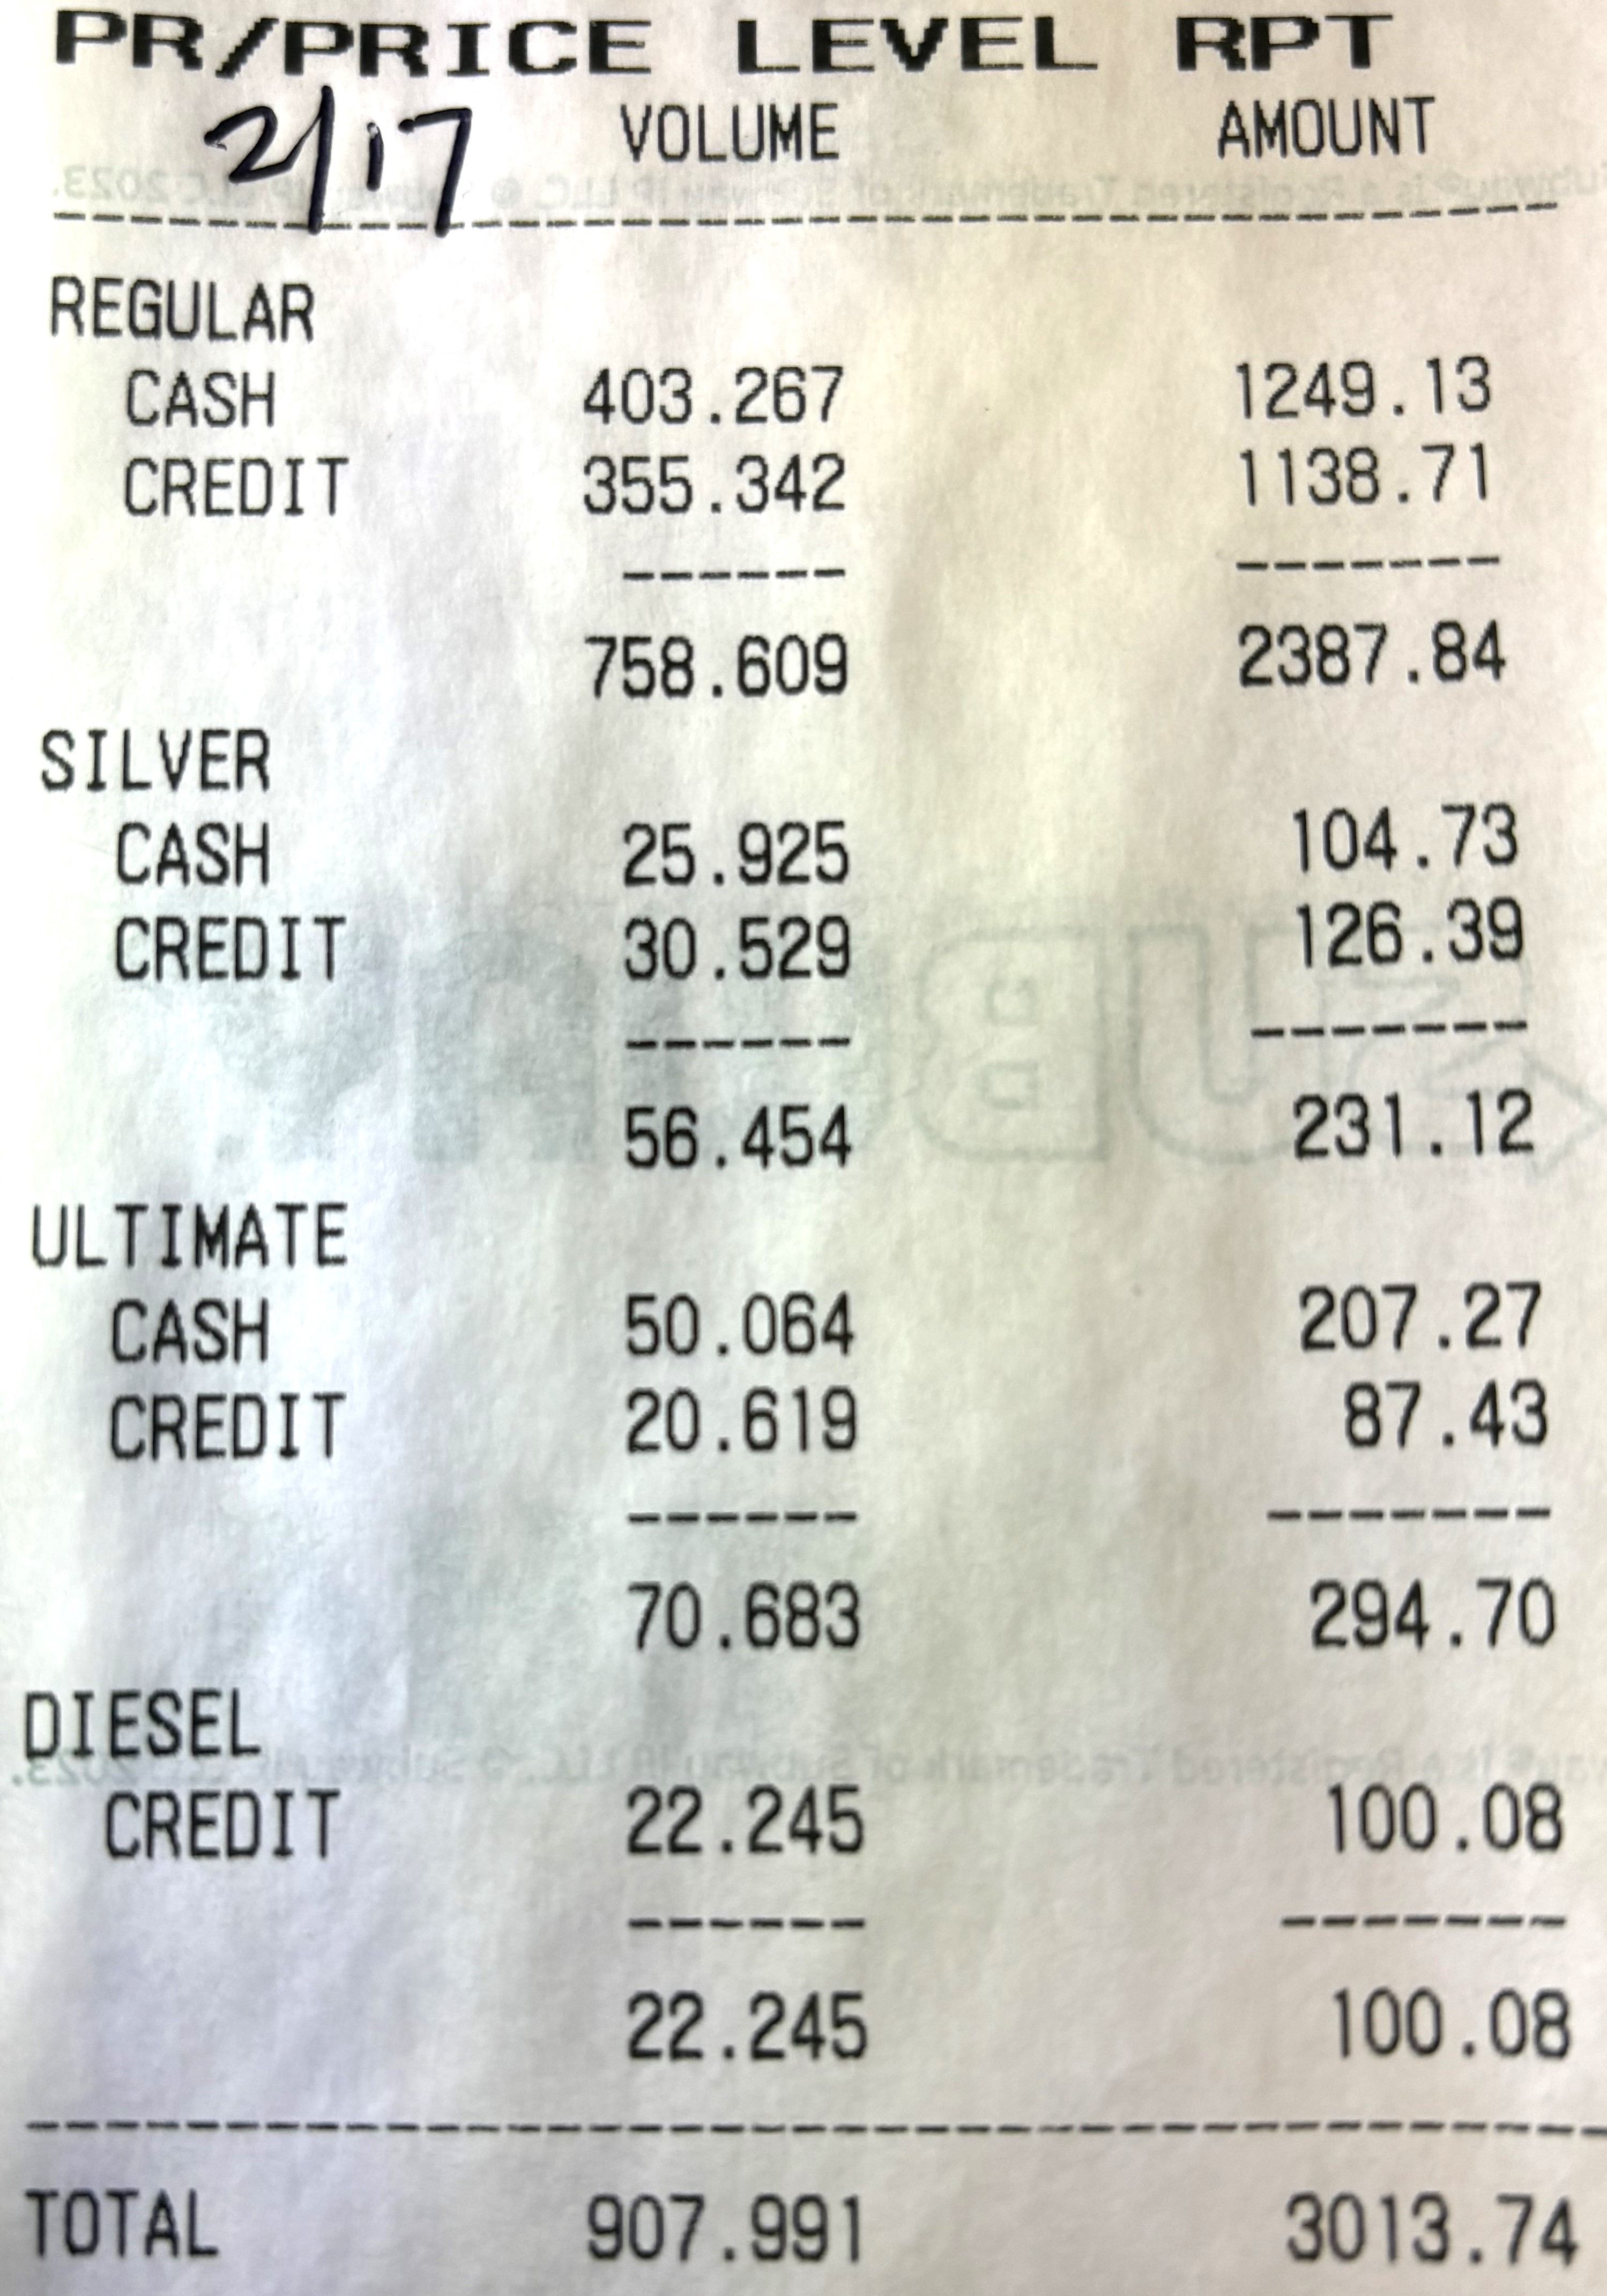 PR/PRICE LEVEL RPT
2/17 VOLUME AMOUNT
REGULAR
CASH 403.267 1249.13
CREDIT 355.342 1138.71
758.609 2387.84
SILVER
CASH 25.925 104.73
CREDIT 30.529 126.39
56.454 231.12
ULTIMATE
CASH 50.064 207.27
CREDIT 20.619 87.43
70.683 294.70
DIESEL
CREDIT 22.245 100.08
22.245 100.08
TOTAL 907.991 3013.74